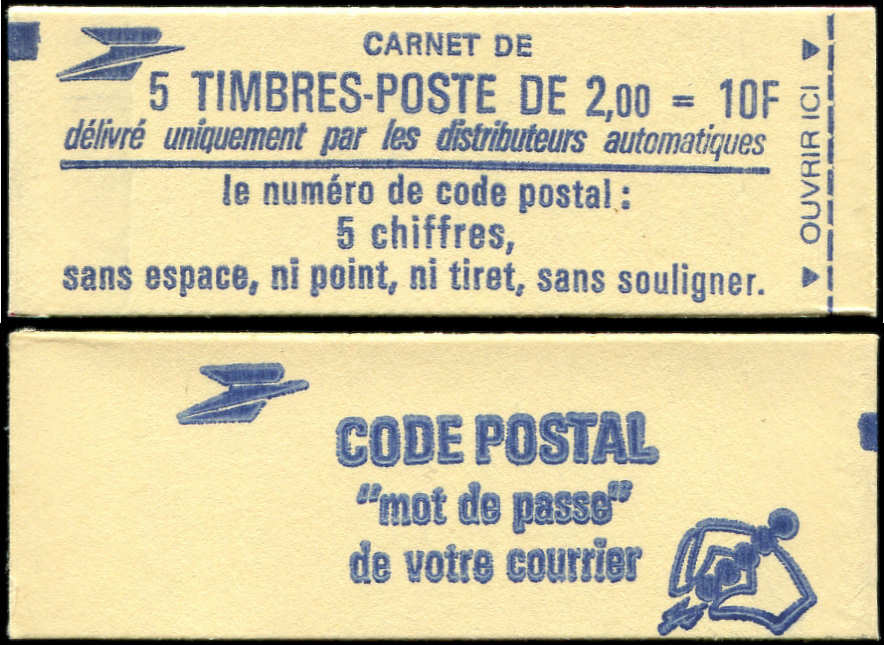 CARNET DE
5 TIMBRES-POSTE DE 2,00 = 10F
délivré uniquement par les distributeurs automatiques
le numéro de code postal :
5 chiffres,
sans espace, ni point, ni tiret, sans souligner.
OUVRIR ICI
CODE POSTAL
"mot de passe"
de votre courrier